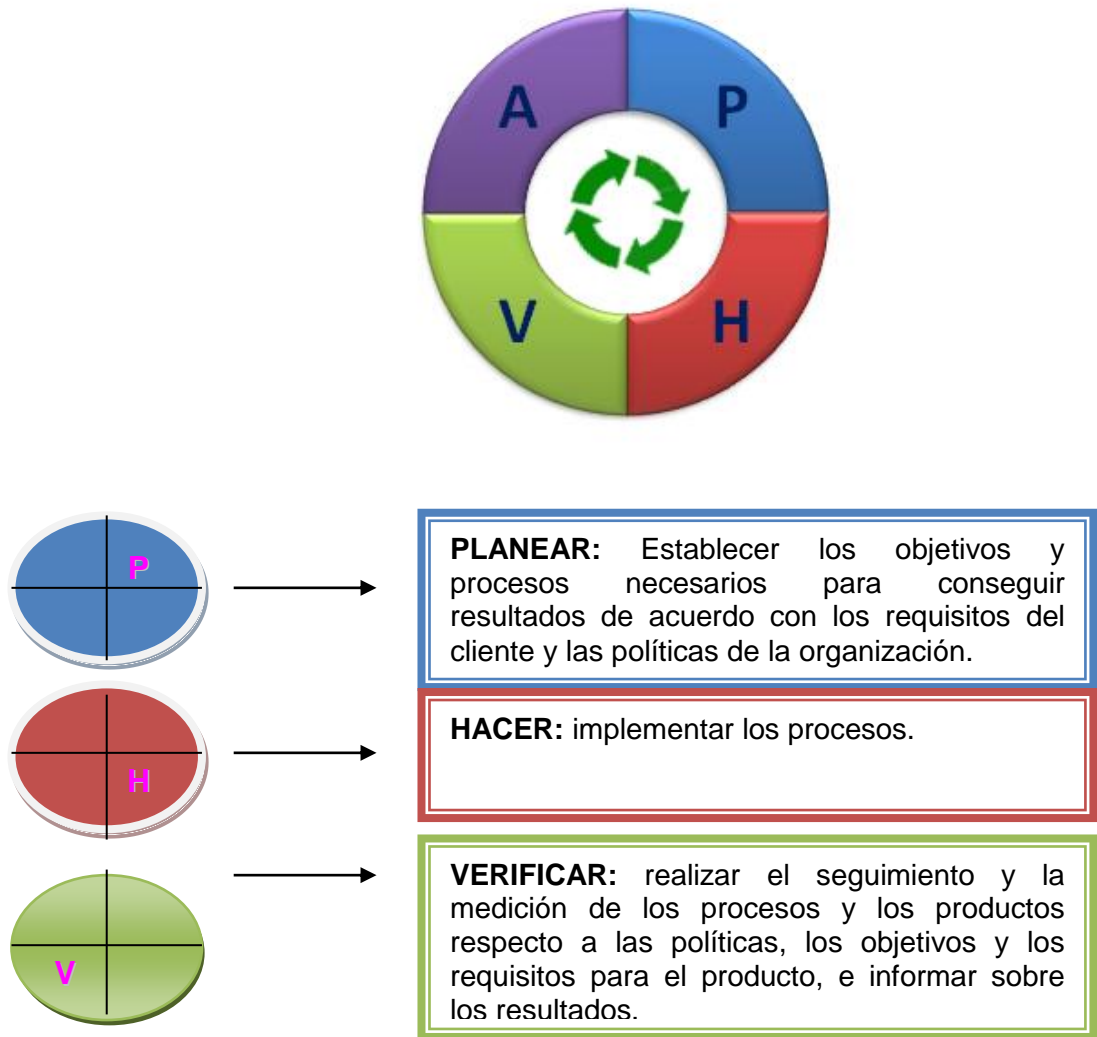 A P
V H
P
PLANEAR: Establecer los objetivos y
procesos necesarios para conseguir
resultados de acuerdo con los requisitos del
cliente y las políticas de la organización.
H
HACER: implementar los procesos.
V
VERIFICAR: realizar el seguimiento y la
medición de los procesos y los productos
respecto a las políticas, los objetivos y los
requisitos para el producto, e informar sobre
los resultados.